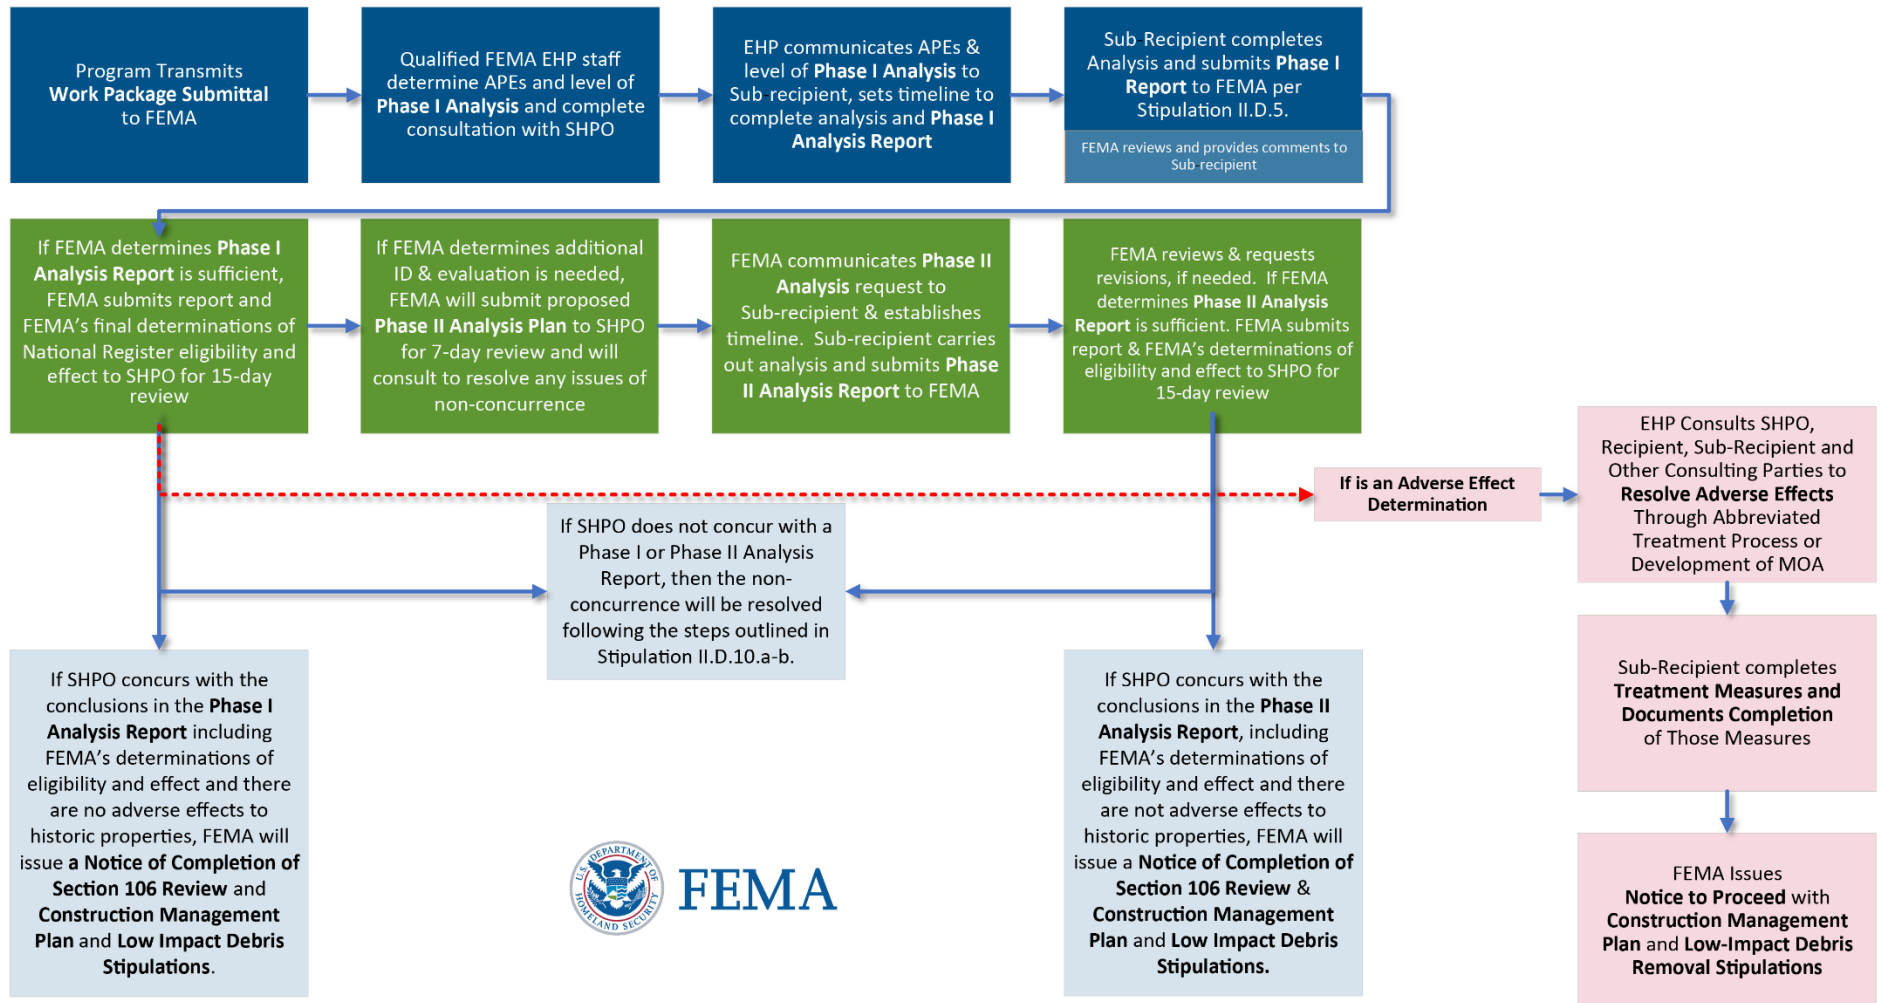 Program Transmits
Work Package Submittal
to FEMA
Qualified FEMA EHP staff
determine APEs and level of
Phase I Analysis and complete
consultation with SHPO
EHP communicates APEs &
level of Phase I Analysis to
Sub-recipient, sets timeline to
complete analysis and Phase I
Analysis Report
Sub-Recipient completes
Analysis and submits Phase I
Report to FEMA per
Stipulation II.D.5.
FEMA reviews and provides comments to
Sub-recipient
If FEMA determines Phase I
Analysis Report is sufficient,
FEMA submits report and
FEMA's final determinations of
National Register eligibility and
effect to SHPO for 15-day
review
If FEMA determines additional
ID & evaluation is needed,
FEMA will submit proposed
Phase II Analysis Plan to SHPO
for 7-day review and will
consult to resolve any issues of
non-concurrence
FEMA communicates Phase II
Analysis request to
Sub-recipient & establishes
timeline. Sub-recipient carries
out analysis and submits Phase
II Analysis Report to FEMA
FEMA reviews & requests
revisions, if needed. If FEMA
determines Phase II Analysis
Report is sufficient. FEMA submits
report & FEMA's determinations of
eligibility and effect to SHPO for
15-day review
If is an Adverse Effect
Determination
EHP Consults SHPO,
Recipient, Sub-Recipient and
Other Consulting Parties to
Resolve Adverse Effects
Through Abbreviated
Treatment Process or
Development of MOA
If SHPO does not concur with a
Phase I or Phase II Analysis
Report, then the non-
concurrence will be resolved
following the steps outlined in
Stipulation II.D.10.a-b.
If SHPO concurs with the
conclusions in the Phase I
Analysis Report including
FEMA's determinations of
eligibility and effect and there
are no adverse effects to
historic properties, FEMA will
issue a Notice of Completion of
Section 106 Review and
Construction Management
Plan and Low Impact Debris
Stipulations.
If SHPO concurs with the
conclusions in the Phase II
Analysis Report, including
FEMA's determinations of
eligibility and effect and there
are not adverse effects to
historic properties, FEMA will
issue a Notice of Completion of
Section 106 Review &
Construction Management
Plan and Low Impact Debris
Stipulations.
Sub-Recipient completes
Treatment Measures and
Documents Completion
of Those Measures
FEMA Issues
Notice to Proceed with
Construction Management
Plan and Low-Impact Debris
Removal Stipulations
U.S. DEPARTMENT OF
HOMELAND SECURITY
FEMA